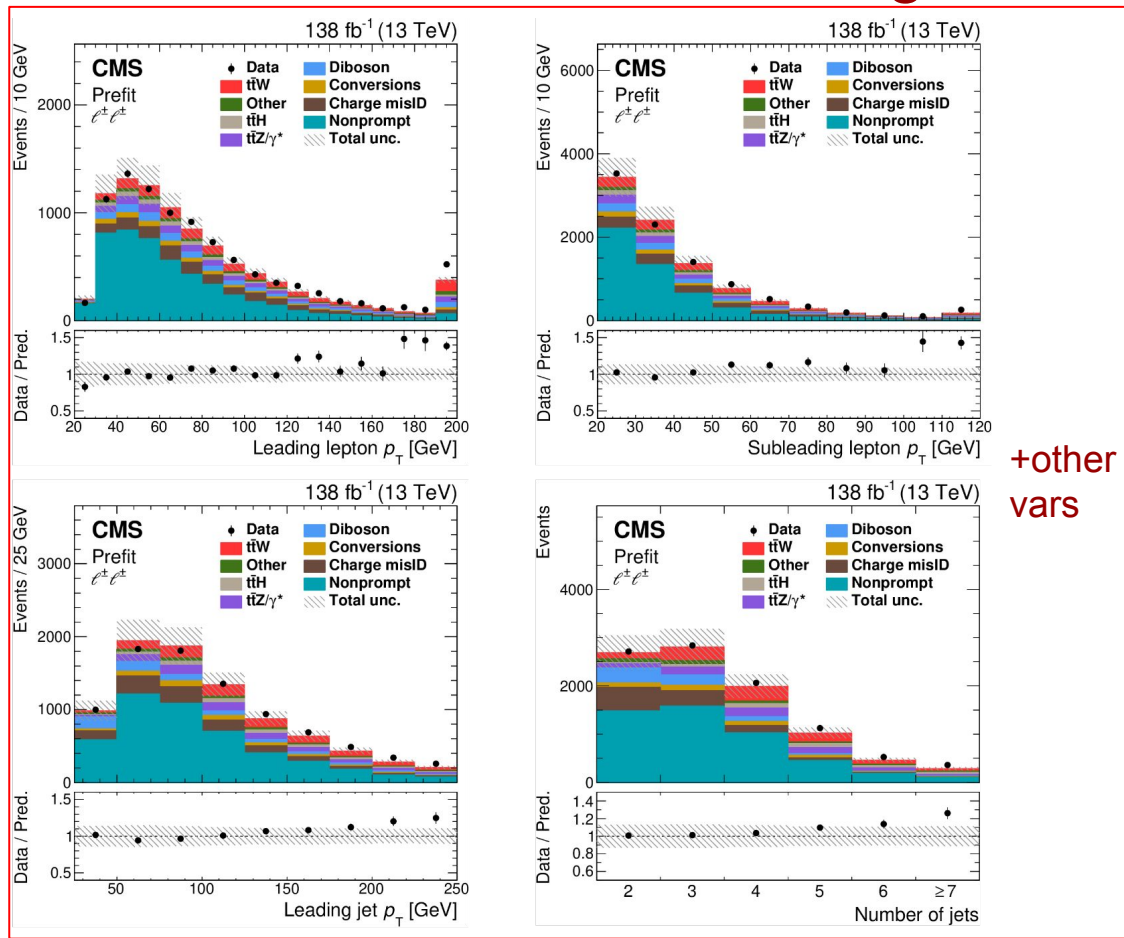 138 fb-1 (13 TeV)
Events / 10 GeV
CMS
Prefit
ℓ±ℓ±
Data
tt̄W
Other
tt̄H
tt̄Z/γ*
Diboson
Conversions
Charge misID
Nonprompt
Total unc.
2000
1000
0
Data / Pred.
1.5
1
0.5
20 40 60 80 100 120 140 160 180 200
Leading lepton pT [GeV]
138 fb-1 (13 TeV)
Events / 10 GeV
CMS
Prefit
ℓ±ℓ±
Data
tt̄W
Other
tt̄H
tt̄Z/γ*
Diboson
Conversions
Charge misID
Nonprompt
Total unc.
6000
4000
2000
0
Data / Pred.
1.5
1
0.5
20 30 40 50 60 70 80 90 100 110 120
Subleading lepton pT [GeV]
+other
vars
138 fb-1 (13 TeV)
Events / 25 GeV
CMS
Prefit
ℓ±ℓ±
Data
tt̄W
Other
tt̄H
tt̄Z/γ*
Diboson
Conversions
Charge misID
Nonprompt
Total unc.
3000
2000
1000
0
Data / Pred.
1.5
1
0.5
50 100 150 200 250
Leading jet pT [GeV]
138 fb-1 (13 TeV)
Events
CMS
Prefit
ℓ±ℓ±
Data
tt̄W
Other
tt̄H
tt̄Z/γ*
Diboson
Conversions
Charge misID
Nonprompt
Total unc.
4000
2000
0
Data / Pred.
1.4
1.2
1
0.8
0.6
2 3 4 5 6 ≥7
Number of jets